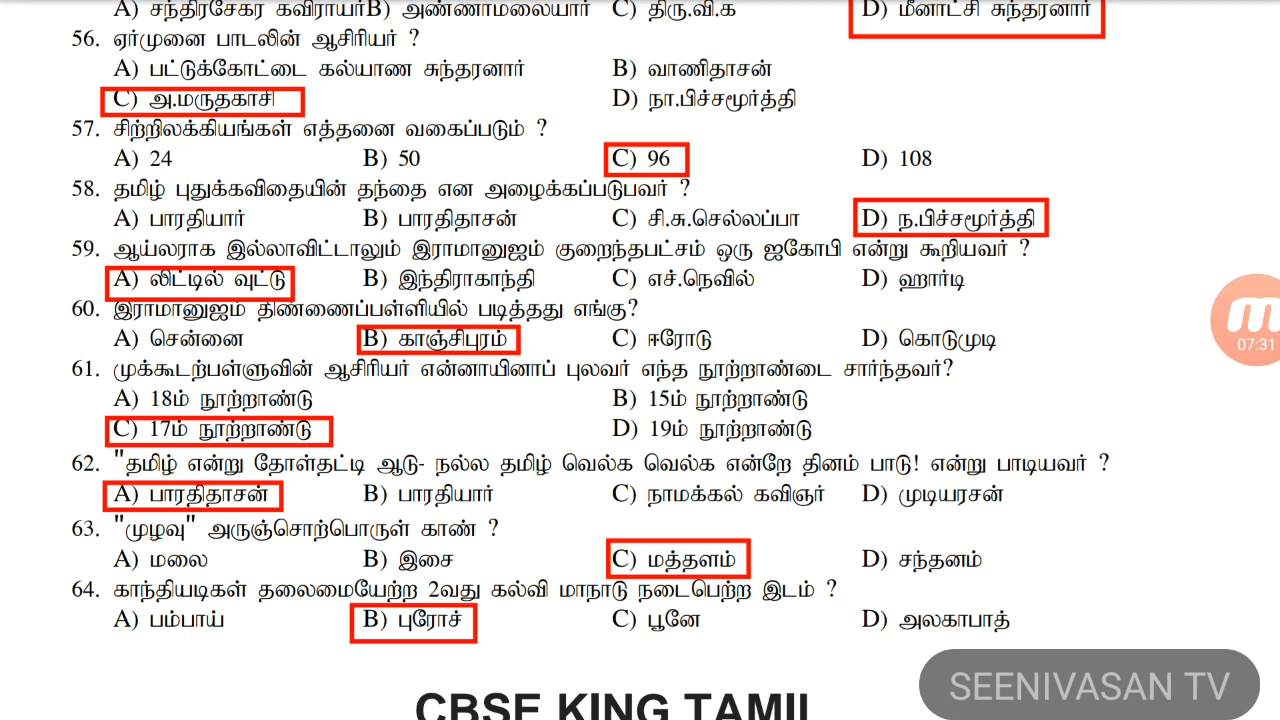 A) சந்திரசேகர கவிராயர்B) அண்ணாமலையார் C) திரு.வி.க D) மீனாட்சி சுந்தரனார்
56. ஏர்முனை பாடலின் ஆசிரியர் ?
A) பட்டுக்கோட்டை கல்யாண சுந்தரனார் B) வாணிதாசன்
C) அ.மருதகாசி D) நா.பிச்சமூர்த்தி
57. சிற்றிலக்கியங்கள் எத்தனை வகைப்படும் ?
A) 24 B) 50 C) 96 D) 108
58. தமிழ் புதுக்கவிதையின் தந்தை என அழைக்கப்படுபவர் ?
A) பாரதியார் B) பாரதிதாசன் C) சி.சு.செல்லப்பா D) ந.பிச்சமூர்த்தி
59. ஆய்லராக இல்லாவிட்டாலும் இராமானுஜம் குறைந்தபட்சம் ஒரு ஐகோபி என்று கூறியவர் ?
A) லிட்டில் வுட்டு B) இந்திராகாந்தி C) எச்.நெவில் D) ஹார்டி
60. இராமானுஜம் திண்ணைப்பள்ளியில் படித்தது எங்கு?
A) சென்னை B) காஞ்சிபுரம் C) ஈரோடு D) கொடுமுடி
61. முக்கூடற்பள்ளுவின் ஆசிரியர் என்னாயினாப் புலவர் எந்த நூற்றாண்டை சார்ந்தவர்?
A) 18ம் நூற்றாண்டு B) 15ம் நூற்றாண்டு
C) 17ம் நூற்றாண்டு D) 19ம் நூற்றாண்டு
62. "தமிழ் என்று தோள்தட்டி ஆடு- நல்ல தமிழ் வெல்க வெல்க என்றே தினம் பாடு! என்று பாடியவர் ?
A) பாரதிதாசன் B) பாரதியார் C) நாமக்கல் கவிஞர் D) முடியரசன்
63. "முழவு" அருஞ்சொற்பொருள் காண் ?
A) மலை B) இசை C) மத்தளம் D) சந்தனம்
64. காந்தியடிகள் தலைமையேற்ற 2வது கல்வி மாநாடு நடைபெற்ற இடம் ?
A) பம்பாய் B) புரோச் C) பூனே D) அலகாபாத்
07:31
SEENIVASAN TV
CBSE KING TAMIL